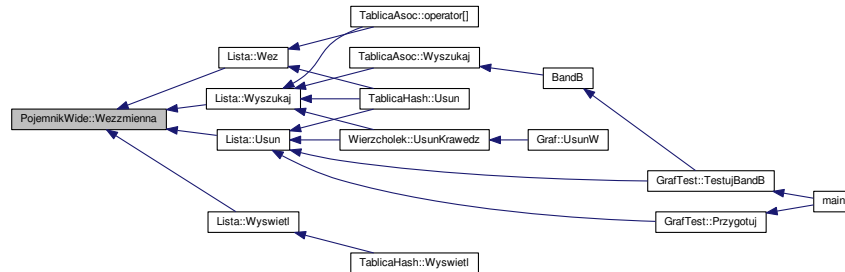 PojemnikWide::Wezzmienna
Lista::Wez
Lista::Wyszukaj
Lista::Usun
Lista::Wyswietl
TablicaAsoc::operator[]
TablicaAsoc::Wyszukaj
TablicaHash::Usun
Wierzcholek::UsunKrawedz
TablicaHash::Wyswietl
BandB
Graf::UsunW
GrafTest::TestujBandB
GrafTest::Przygotuj
main